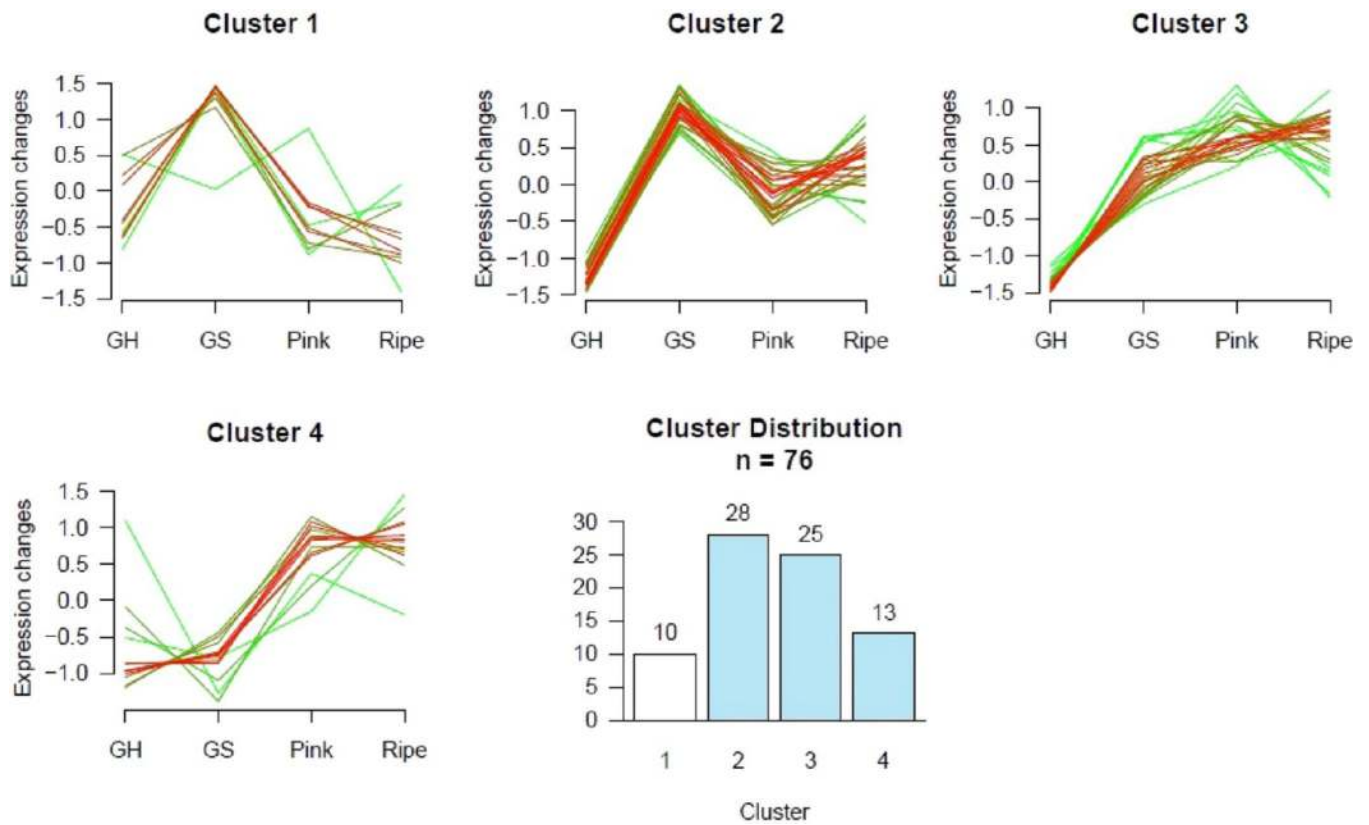 Cluster 1
Expression changes
1.5
1.0
0.5
0.0
−0.5
−1.0
−1.5
GH GS Pink Ripe
Cluster 2
Expression changes
1.0
0.5
0.0
−0.5
−1.0
−1.5
GH GS Pink Ripe
Cluster 3
Expression changes
1.0
0.5
0.0
−0.5
−1.0
−1.5
GH GS Pink Ripe
Cluster 4
Expression changes
1.5
1.0
0.5
0.0
−0.5
−1.0
GH GS Pink Ripe
Cluster Distribution
n = 76
30
25
20
15
10
5
0
10 28 25 13
1 2 3 4
Cluster